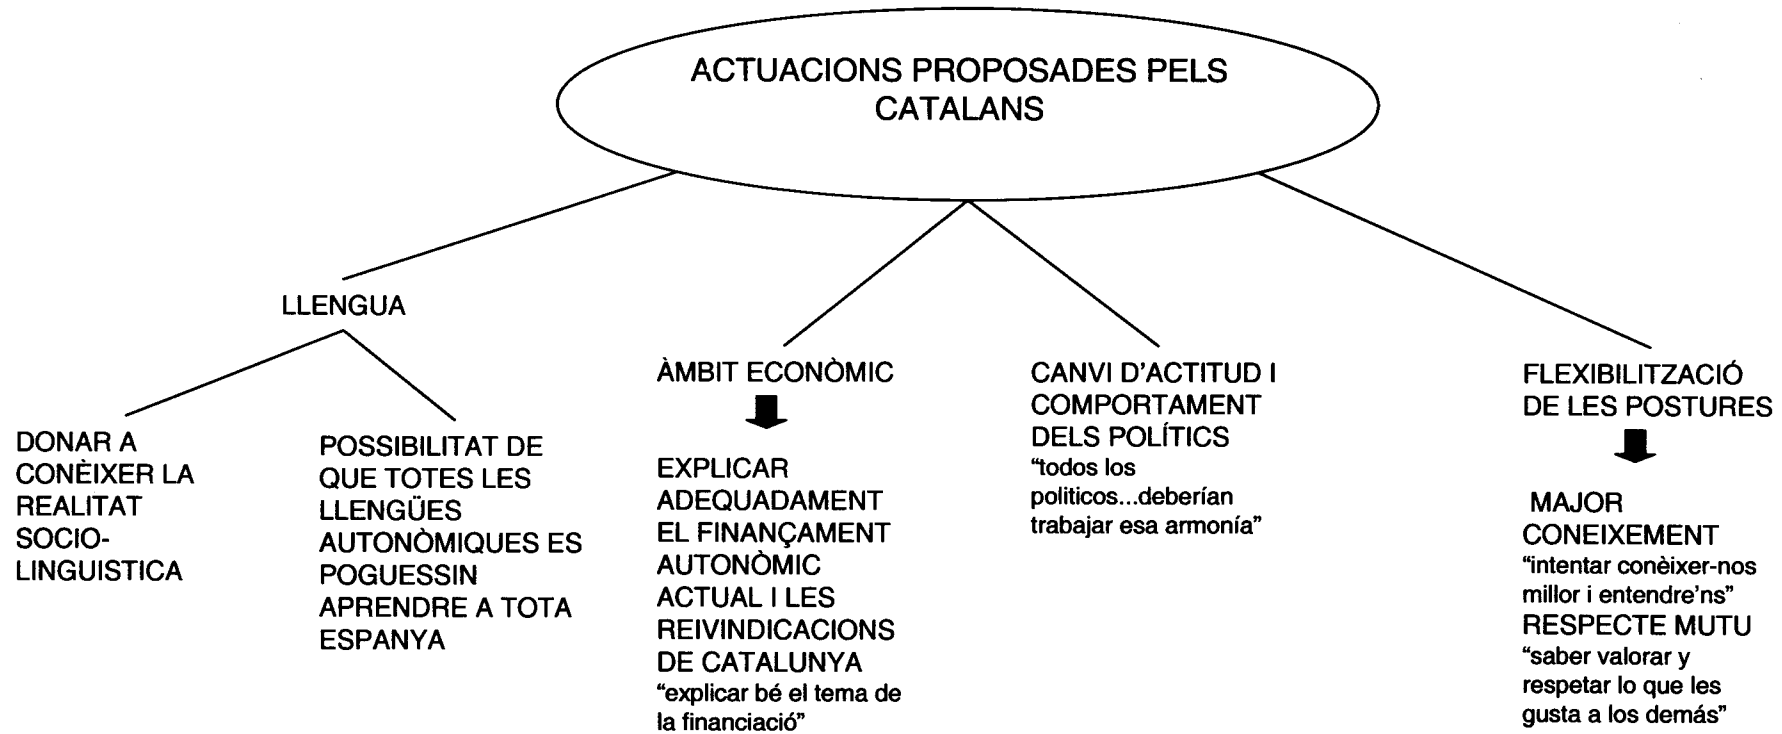 ACTUACIONS PROPOSADES PELS
CATALANS
LLENGUA
DONAR A
CONÈIXER LA
REALITAT
SOCIO-
LINGUISTICA
POSSIBILITAT DE
QUE TOTES LES
LLENGÜES
AUTONÒMIQUES ES
POGUESSIN
APRENDRE A TOTA
ESPANYA
ÀMBIT ECONÒMIC
EXPLICAR
ADEQUADAMENT
EL FINANÇAMENT
AUTONÒMIC
ACTUAL I LES
REIVINDICACIONS
DE CATALUNYA
“explicar bé el tema de
la financiació”
CANVI D'ACTITUD I
COMPORTAMENT
DELS POLÍTICS
“todos los
politicos...deberían
trabajar esa armonía”
FLEXIBILITZACIÓ
DE LES POSTURES
MAJOR
CONEIXEMENT
“intentar conèixer-nos
millor i entendre'ns”
RESPECTE MUTU
“saber valorar y
respetar lo que les
gusta a los demás”